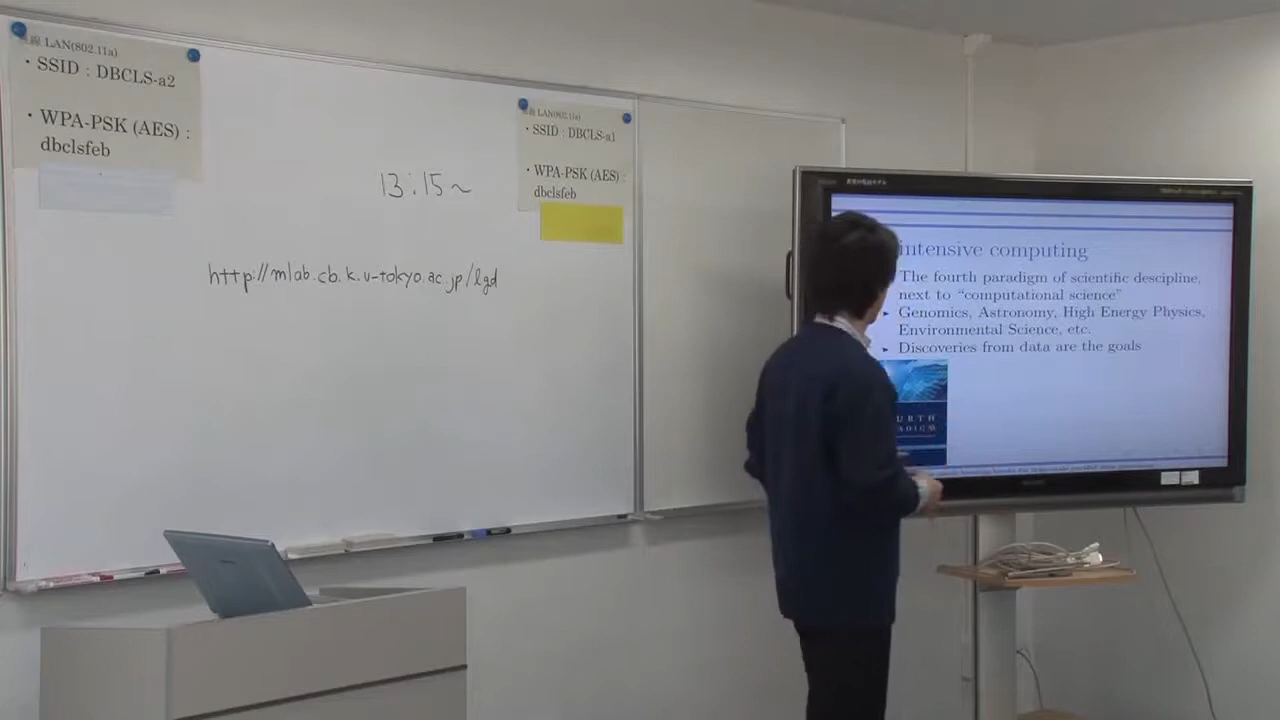 LAN(802.11a)
・SSID : DBCLS-a2
・WPA-PSK (AES) :
dbclsfeb
LAN(802.11a)
・SSID : DBCLS-a1
・WPA-PSK (AES) :
dbclsfeb
13:15~
http://mlab.cb.k.u-tokyo.ac.jp/lgd
intensive computing
The fourth paradigm of scientific descipline,
next to "computational science"
► Genomics, Astronomy, High Energy Physics,
Environmental Science, etc.
► Discoveries from data are the goals
URTH
ADIGM